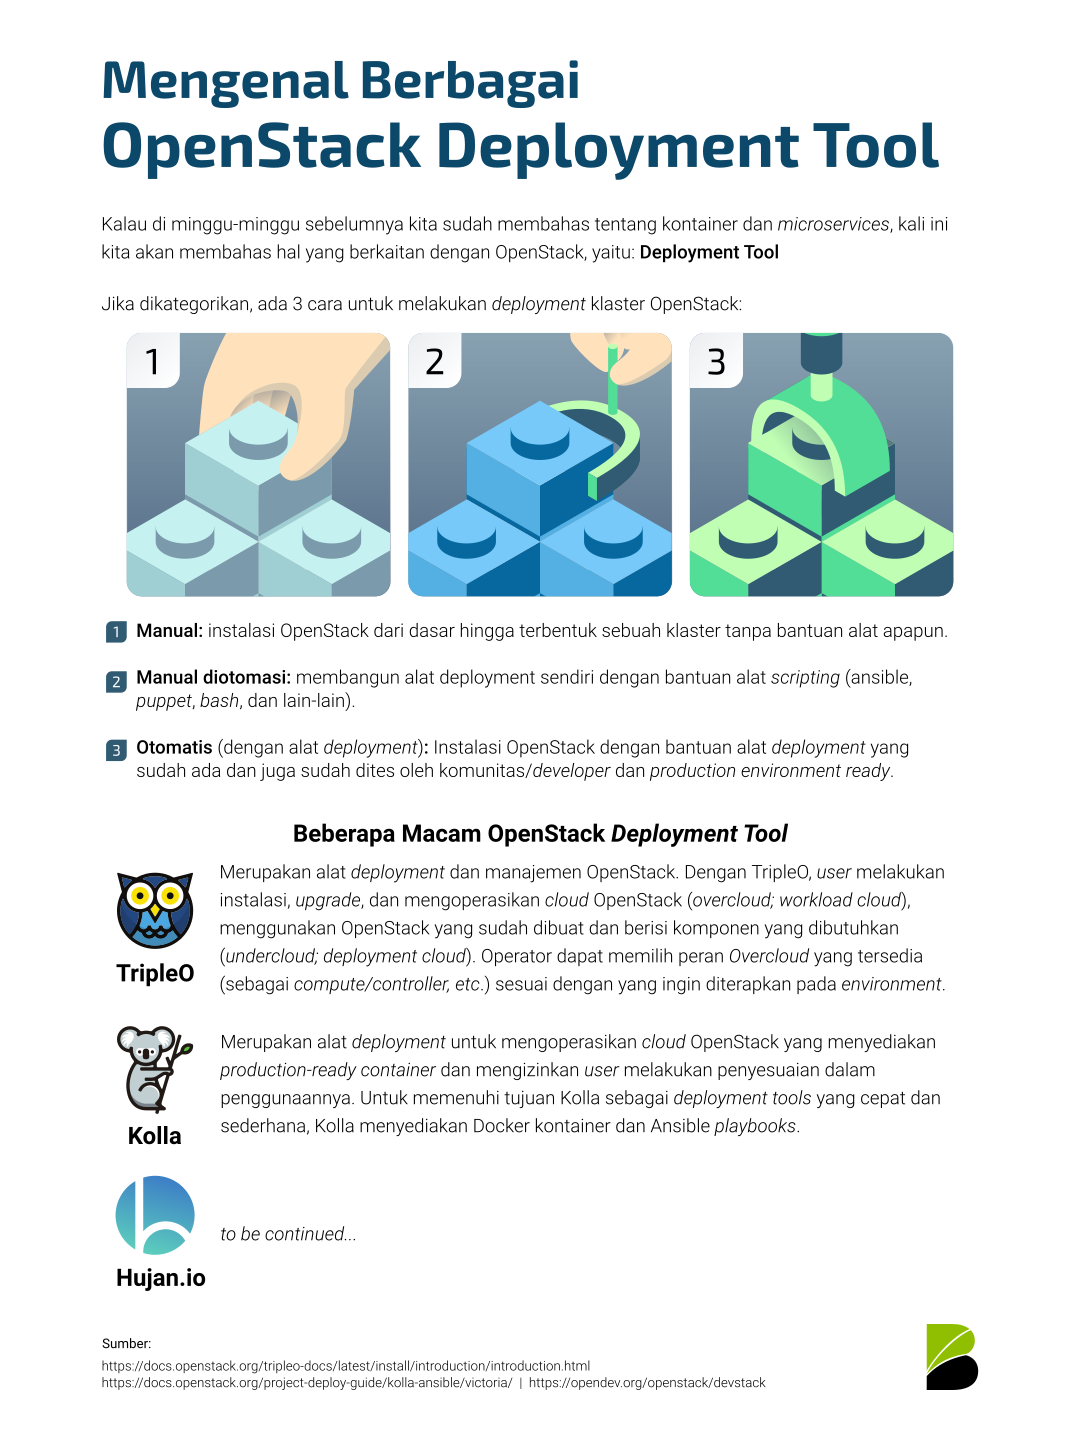 Mengenal Berbagai
OpenStack Deployment Tool
Kalau di minggu-minggu sebelumnya kita sudah membahas tentang kontainer dan microservices, kali ini
kita akan membahas hal yang berkaitan dengan OpenStack, yaitu: Deployment Tool
Jika dikategorikan, ada 3 cara untuk melakukan deployment klaster OpenStack:
1
2
3
1 Manual: instalasi OpenStack dari dasar hingga terbentuk sebuah klaster tanpa bantuan alat apapun.
2 Manual diotomasi: membangun alat deployment sendiri dengan bantuan alat scripting (ansible,
puppet, bash, dan lain-lain).
3 Otomatis (dengan alat deployment): Instalasi OpenStack dengan bantuan alat deployment yang
sudah ada dan juga sudah dites oleh komunitas/developer dan production environment ready.
Beberapa Macam OpenStack Deployment Tool
Merupakan alat deployment dan manajemen OpenStack. Dengan TripleO, user melakukan
instalasi, upgrade, dan mengoperasikan cloud OpenStack (overcloud; workload cloud),
menggunakan OpenStack yang sudah dibuat dan berisi komponen yang dibutuhkan
(undercloud; deployment cloud). Operator dapat memilih peran Overcloud yang tersedia
(sebagai compute/controller, etc.) sesuai dengan yang ingin diterapkan pada environment.
TripleO
Merupakan alat deployment untuk mengoperasikan cloud OpenStack yang menyediakan
production-ready container dan mengizinkan user melakukan penyesuaian dalam
penggunaannya. Untuk memenuhi tujuan Kolla sebagai deployment tools yang cepat dan
sederhana, Kolla menyediakan Docker kontainer dan Ansible playbooks.
Kolla
to be continued...
Hujan.io
Sumber:
https://docs.openstack.org/tripleo-docs/latest/install/introduction/introduction.html
https://docs.openstack.org/project-deploy-guide/kolla-ansible/victoria/ | https://opendev.org/openstack/devstack